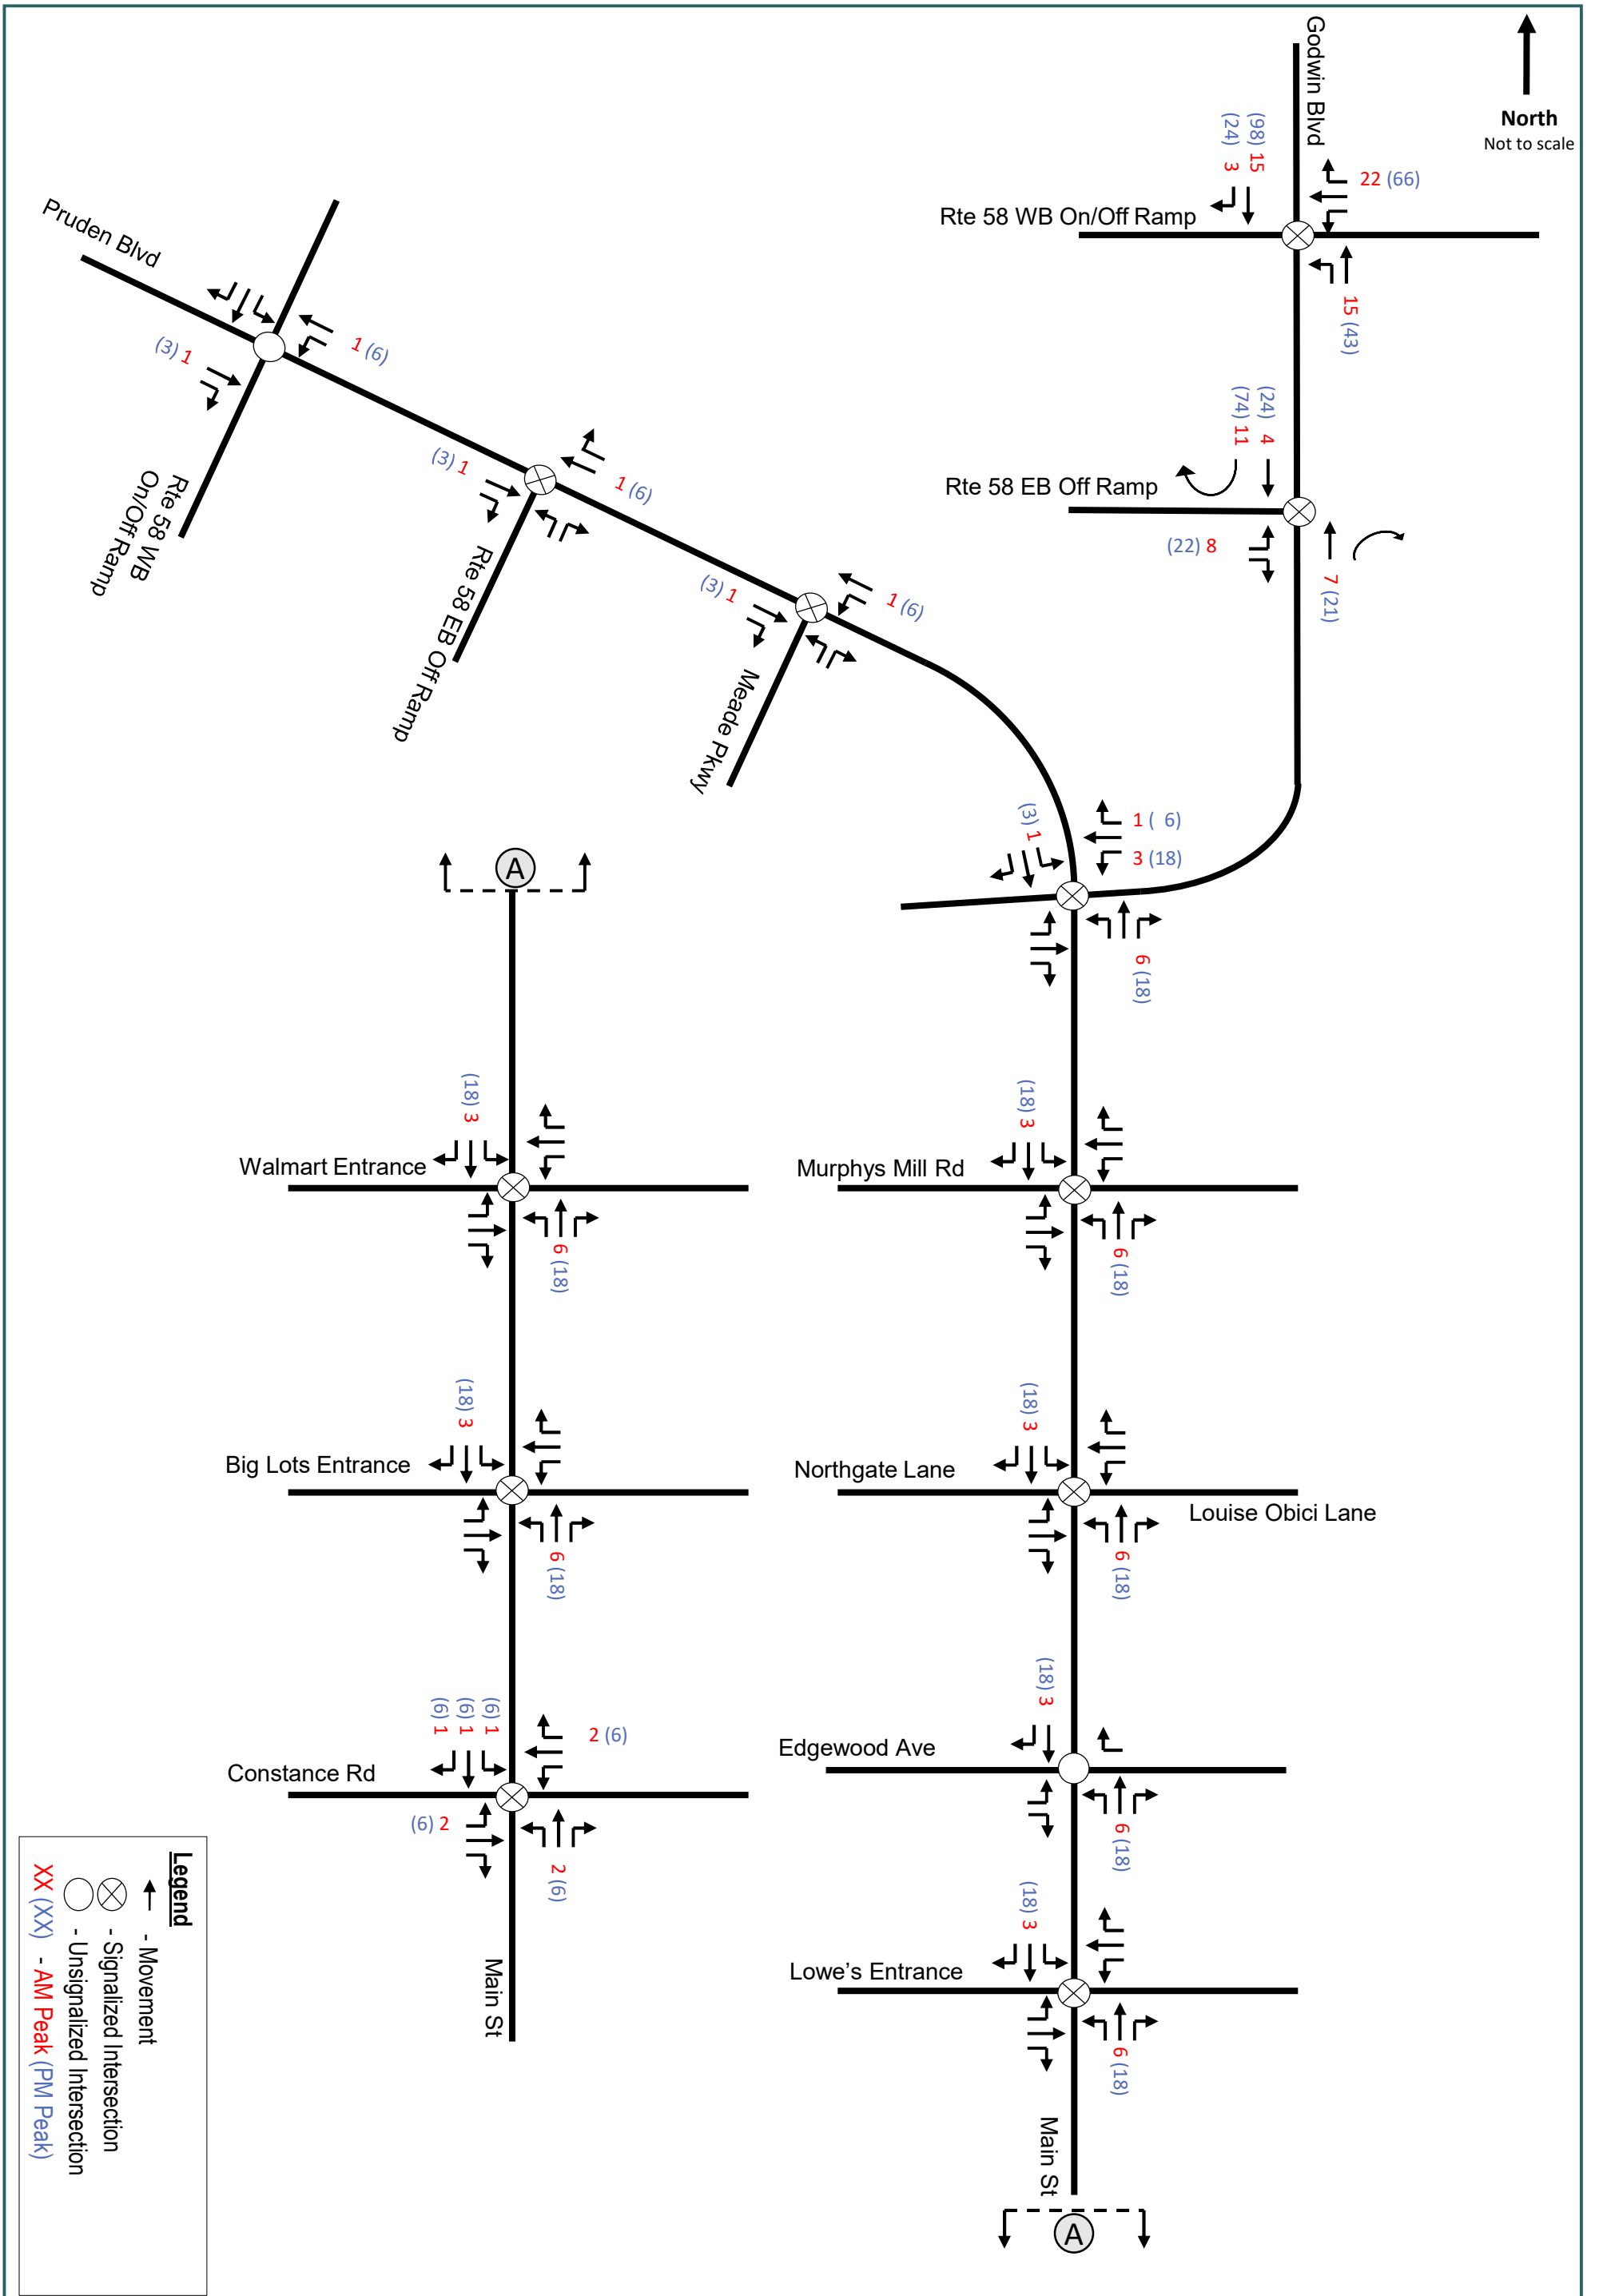 North
Not to scale
Godwin Blvd
(98) 15
(24) 3
22 (66)
Rte 58 WB On/Off Ramp
15 (43)
(24) 4
(74) 11
Rte 58 EB Off Ramp
(22) 8
7 (21)
Pruden Blvd
(3) 1
1 (6)
Rte 58 WB
On/Off Ramp
(3) 1
1 (6)
Rte 58 EB Off Ramp
(3) 1
1 (6)
Meade Pkwy
(3) 1
1 ( 6)
3 (18)
6 (18)
(18) 3
Murphys Mill Rd
6 (18)
(18) 3
Northgate Lane
Louise Obici Lane
6 (18)
(18) 3
Edgewood Ave
6 (18)
(18) 3
Lowe's Entrance
6 (18)
Main St
A
A
(18) 3
Walmart Entrance
6 (18)
(18) 3
Big Lots Entrance
6 (18)
(6) 1
(6) 1
(6) 1
2 (6)
Constance Rd
(6) 2
2 (6)
Main St
Legend
- Movement
- Signalized Intersection
- Unsignalized Intersection
XX (XX) - AM Peak (PM Peak)